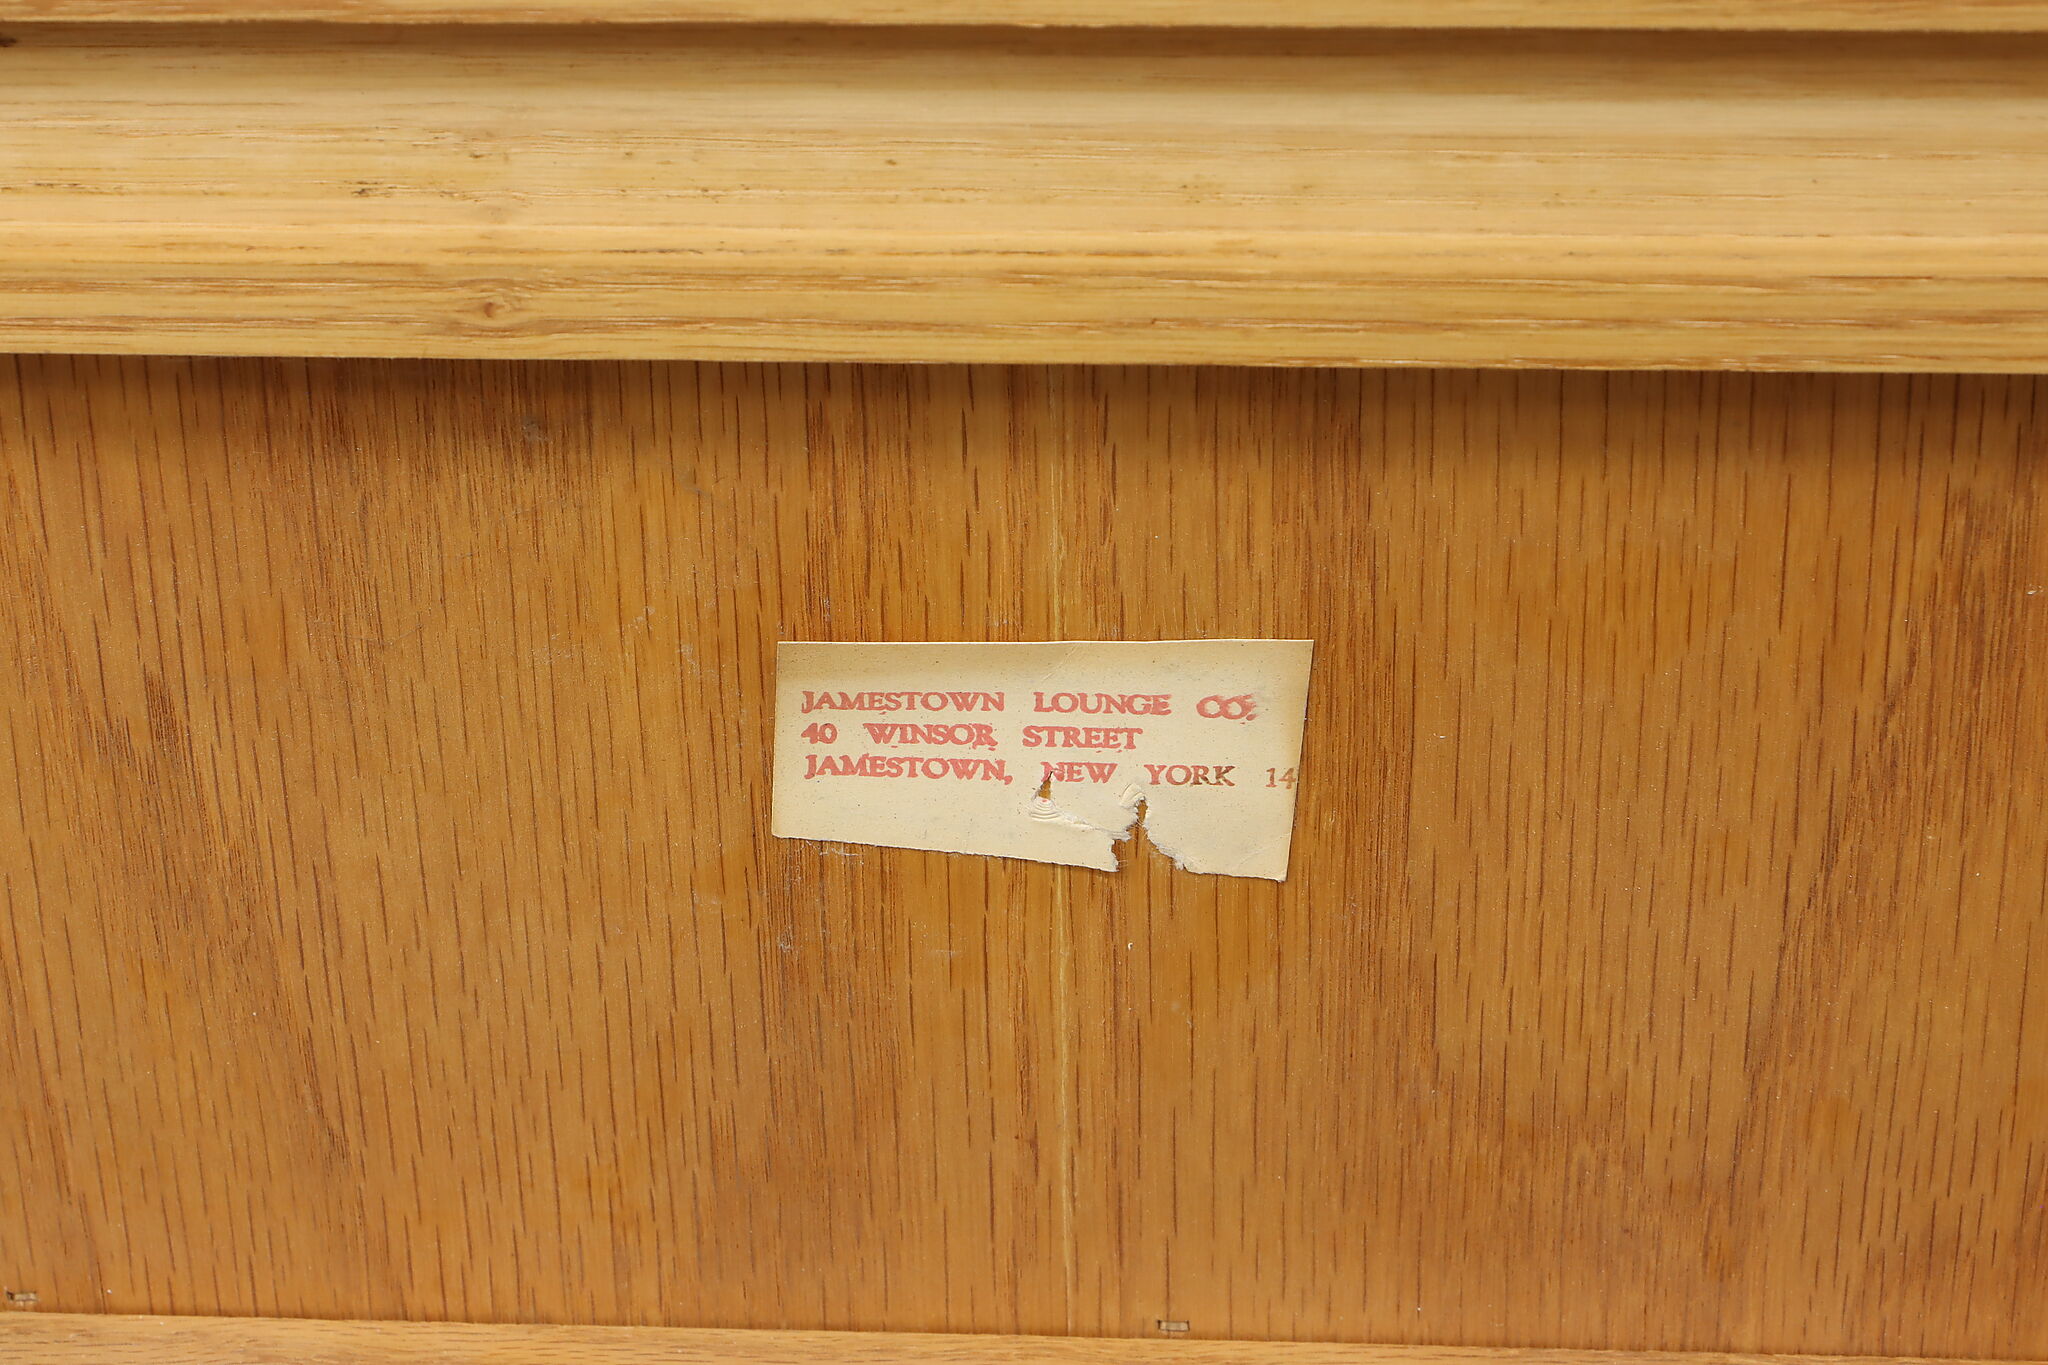 JAMESTOWN LOUNGE CO.
40 WINSOR STREET
JAMESTOWN, NEW YORK 14